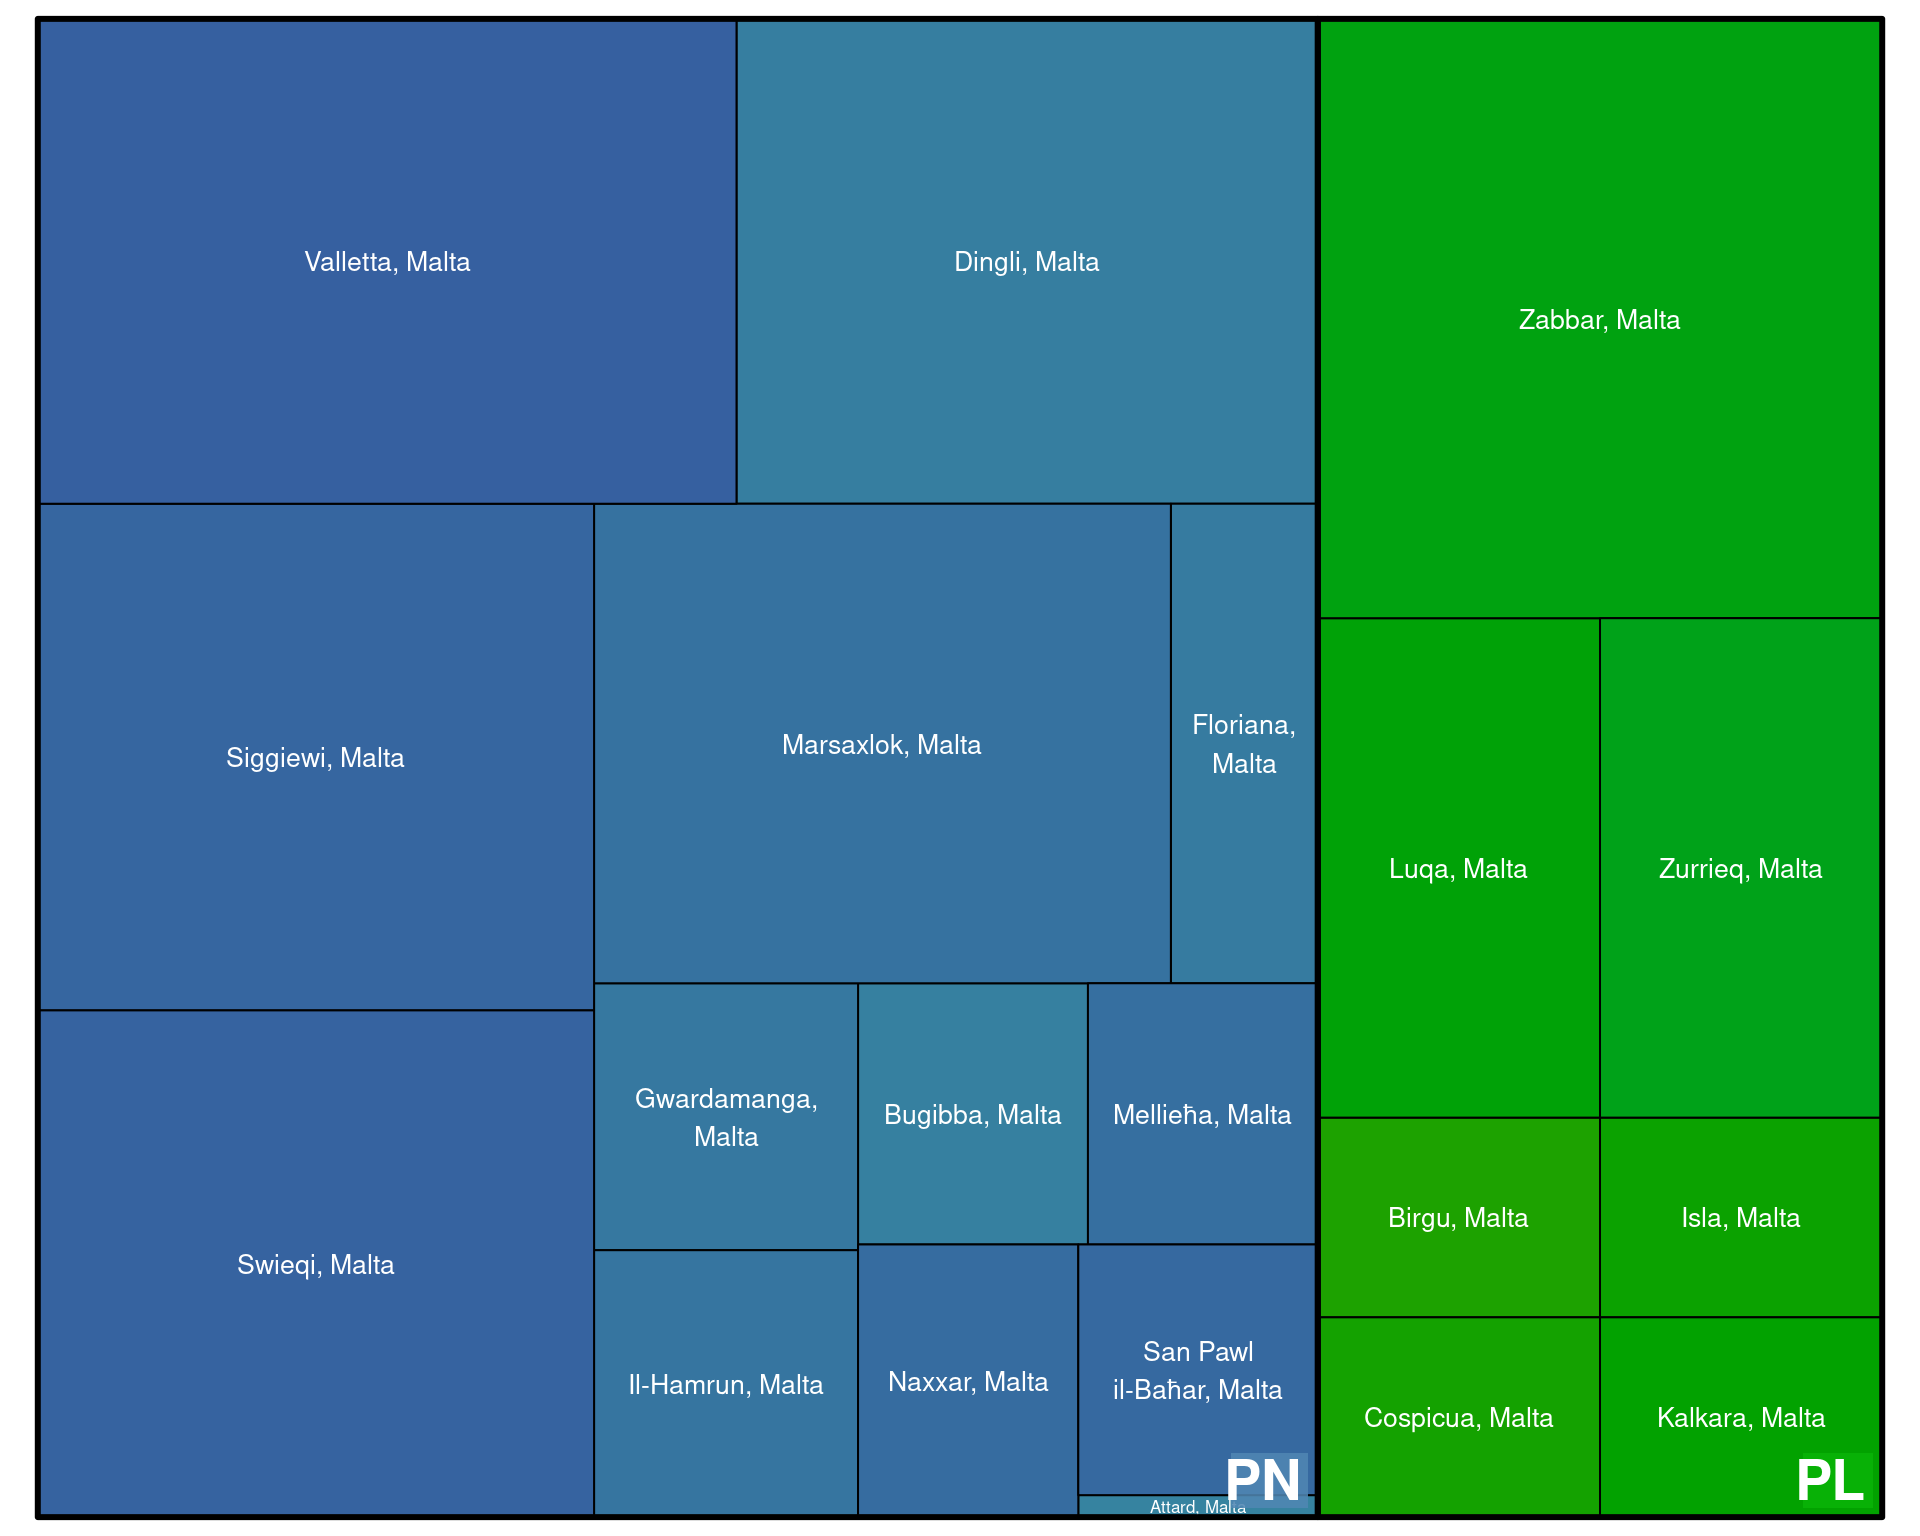 Valletta, Malta
Dingli, Malta
Zabbar, Malta
Siggiewi, Malta
Marsaxlok, Malta
Floriana,
Malta
Luqa, Malta
Zurrieq, Malta
Gwardamanga,
Malta
Bugibba, Malta
Mellieħa, Malta
Birgu, Malta
Isla, Malta
Swieqi, Malta
Il-Hamrun, Malta
Naxxar, Malta
San Pawl
il-Baħar, Malta
Cospicua, Malta
Kalkara, Malta
PN
PL
Attard, Malta